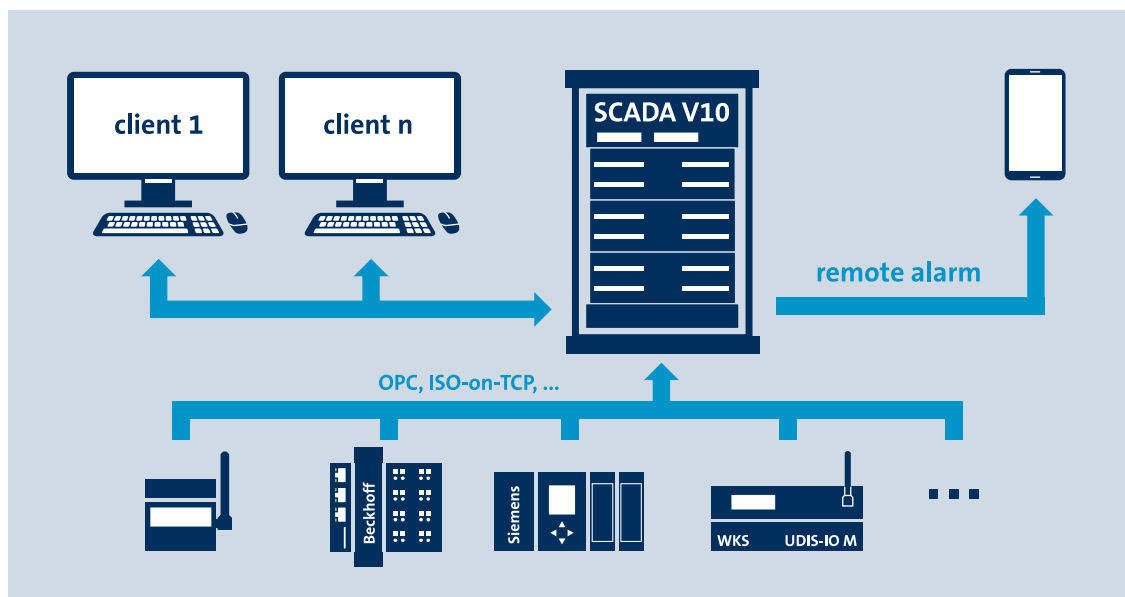 client 1
client n
SCADA V10
remote alarm
OPC, ISO-on-TCP, ...
Beckhoff
Siemens
WKS
UDIS-IO M